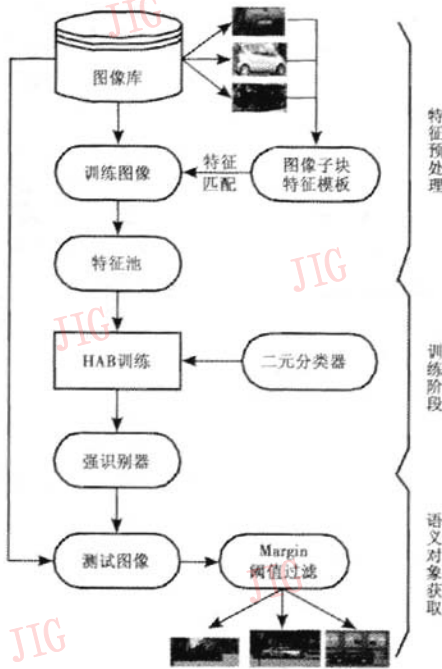 JIG
图像库
训练图像
特征
匹配
图像子块
特征模板
特征预处理
特征池
JIG
JIG
HAB训练
二元分类器
训练阶段
强识别器
测试图像
Margin
阈值过滤
JIG
语义对象获取
JIG